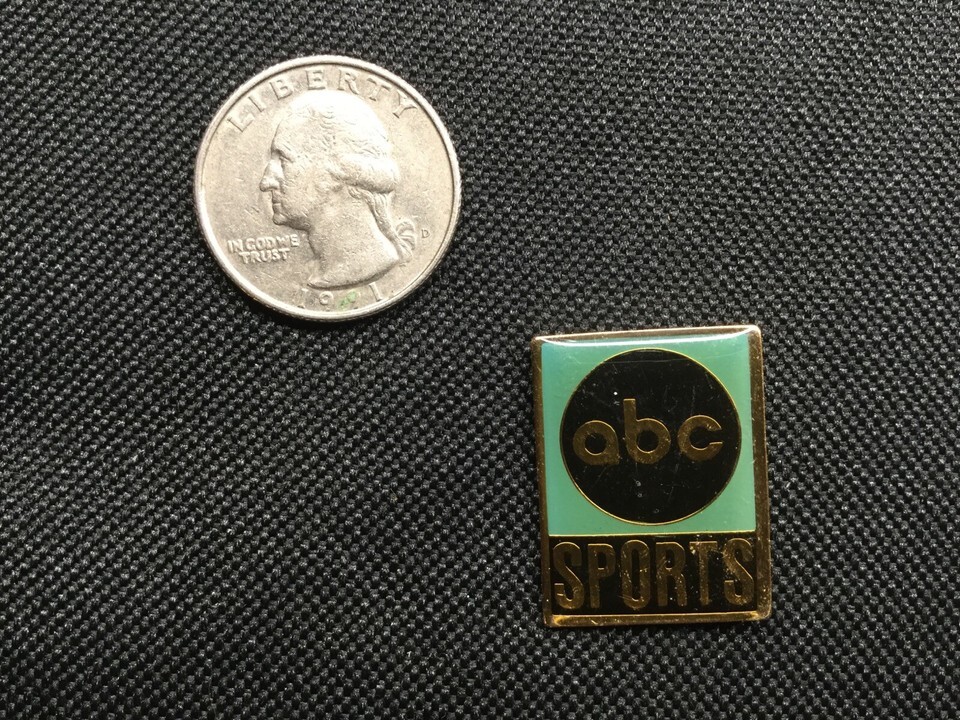 LIBERTY
IN GOD WE
TRUST
D
abc
SPORTS